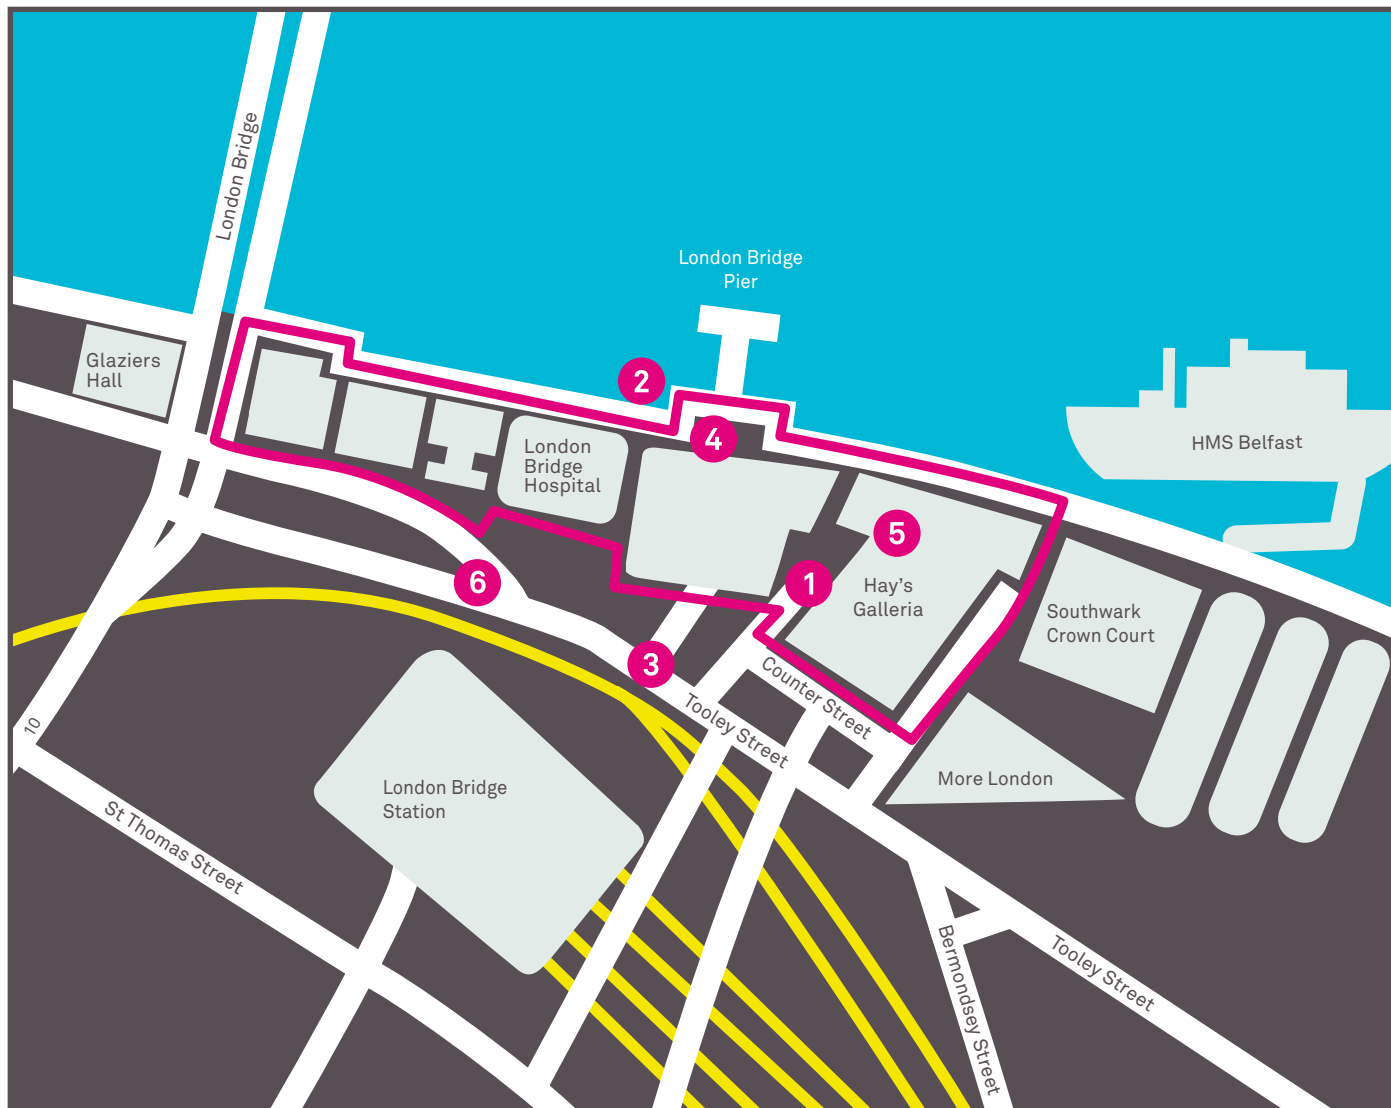 London Bridge
London Bridge
Pier
Glaziers
Hall
2
4
London
Bridge
Hospital
HMS Belfast
5
1
Hay's
Galleria
6
Southwark
Crown Court
3
Counter Street
Tooley Street
10
London Bridge
Station
More London
St Thomas Street
Bermondsey Street
Tooley Street